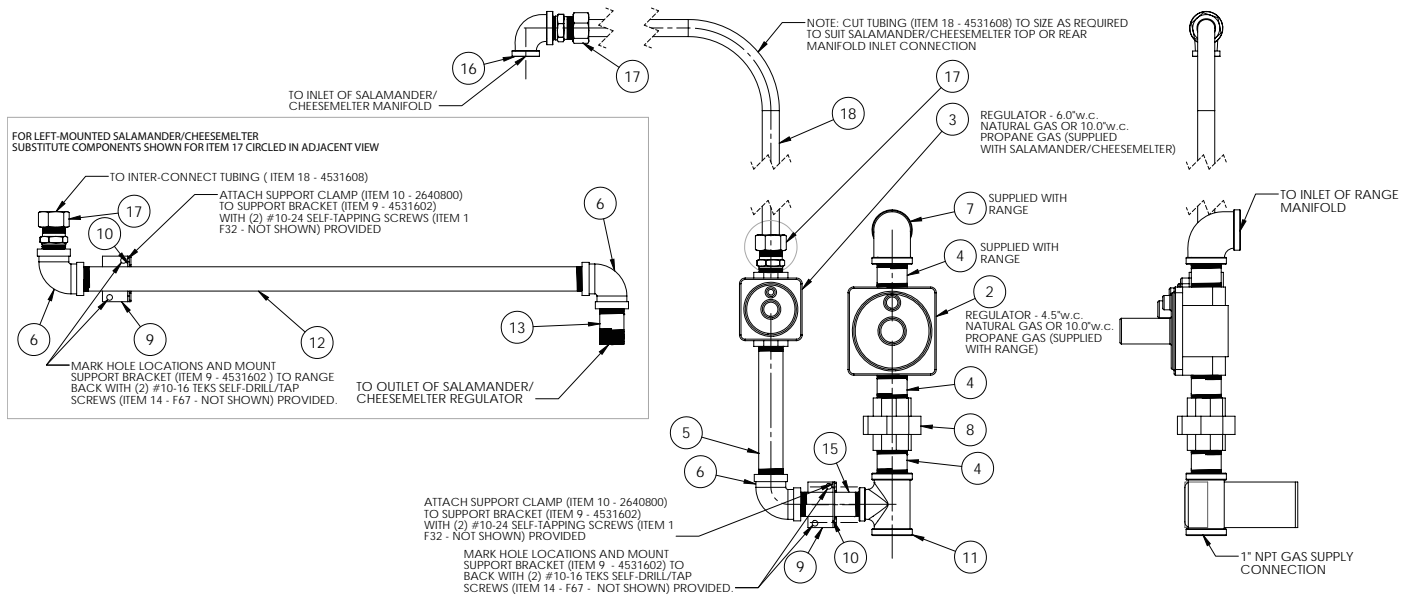 NOTE: CUT TUBING (ITEM 18 - 4531608) TO SIZE AS REQUIRED
TO SUIT SALAMANDER/CHEESEMELTER TOP OR REAR
MANIFOLD INLET CONNECTION
16
17
TO INLET OF SALAMANDER/
CHEESEMELTER MANIFOLD
17
18
3
REGULATOR - 6.0"w.c.
NATURAL GAS OR 10.0"w.c.
PROPANE GAS (SUPPLIED
WITH SALAMANDER/CHEESEMELTER)
FOR LEFT-MOUNTED SALAMANDER/CHEESEMELTER
SUBSTITUTE COMPONENTS SHOWN FOR ITEM 17 CIRCLED IN ADJACENT VIEW
TO INTER-CONNECT TUBING ( ITEM 18 - 4531608)
ATTACH SUPPORT CLAMP (ITEM 10 - 2640800)
TO SUPPORT BRACKET (ITEM 9 - 4531602)
WITH (2) #10-24 SELF-TAPPING SCREWS (ITEM 1
F32 - NOT SHOWN) PROVIDED
17
10
6
6
9
12
13
MARK HOLE LOCATIONS AND MOUNT
SUPPORT BRACKET (ITEM 9 - 4531602 ) TO RANGE
BACK WITH (2) #10-16 TEKS SELF-DRILL/TAP
SCREWS (ITEM 14 - F67 - NOT SHOWN) PROVIDED.
TO OUTLET OF SALAMANDER/
CHEESEMELTER REGULATOR
7
SUPPLIED WITH
RANGE
17
4
SUPPLIED WITH
RANGE
2
REGULATOR - 4.5"w.c.
NATURAL GAS OR 10.0"w.c.
PROPANE GAS (SUPPLIED
WITH RANGE)
TO INLET OF RANGE
MANIFOLD
4
8
5
15
4
6
ATTACH SUPPORT CLAMP (ITEM 10 - 2640800)
TO SUPPORT BRACKET (ITEM 9 - 4531602)
WITH (2) #10-24 SELF-TAPPING SCREWS (ITEM 1
F32 - NOT SHOWN) PROVIDED
MARK HOLE LOCATIONS AND MOUNT
SUPPORT BRACKET (ITEM 9 - 4531602) TO
BACK WITH (2) #10-16 TEKS SELF-DRILL/TAP
SCREWS (ITEM 14 - F67 - NOT SHOWN) PROVIDED.
9
10
11
1" NPT GAS SUPPLY
CONNECTION